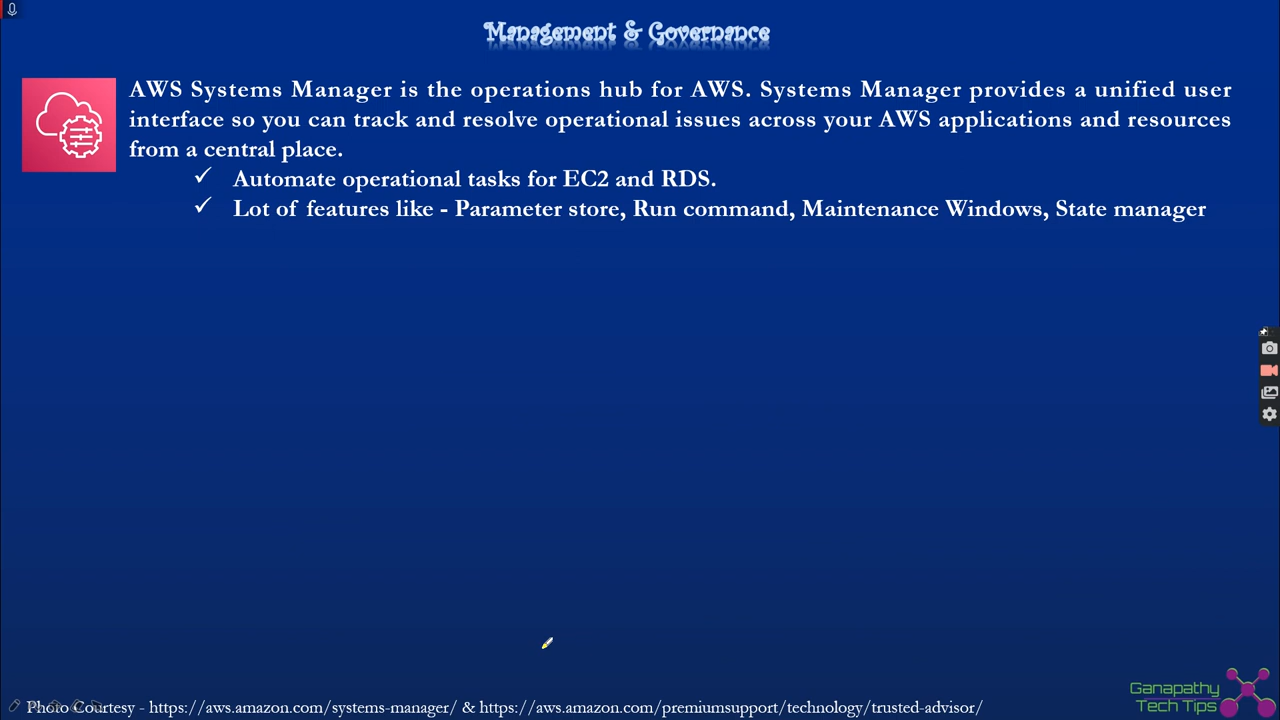 Management & Governance
AWS Systems Manager is the operations hub for AWS. Systems Manager provides a unified user
interface so you can track and resolve operational issues across your AWS applications and resources
from a central place.
Automate operational tasks for EC2 and RDS.
Lot of features like - Parameter store, Run command, Maintenance Windows, State manager
Ganapathy
Tech Tips
Photo Courtesy - https://aws.amazon.com/systems-manager/ & https://aws.amazon.com/premiumsupport/technology/trusted-advisor/